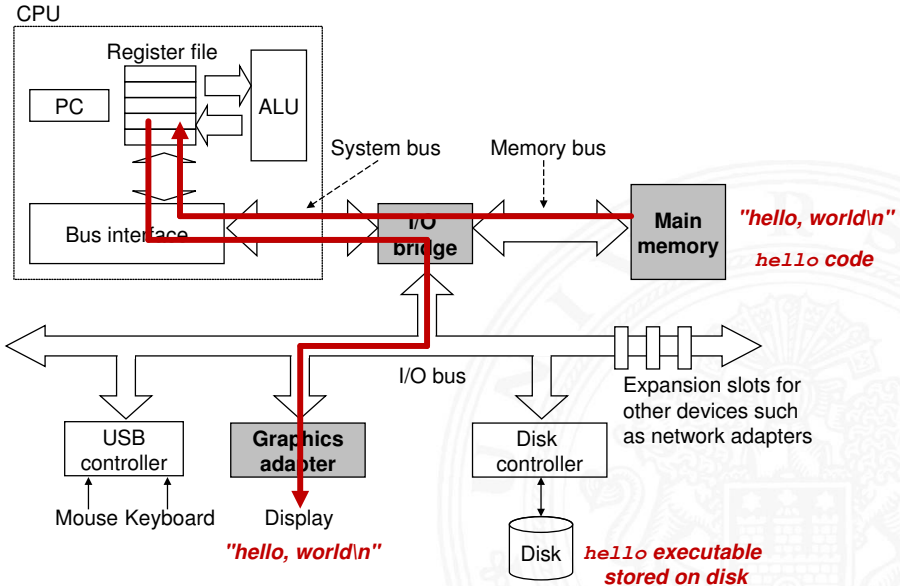 CPU
Register file
PC
ALU
System bus
Memory bus
Bus interface
I/O
bridge
Main
memory
"hello, world\n"
hello code
I/O bus
Expansion slots for
other devices such
as network adapters
USB
controller
Graphics
adapter
Disk
controller
Mouse Keyboard
Display
"hello, world\n"
Disk
hello executable
stored on disk